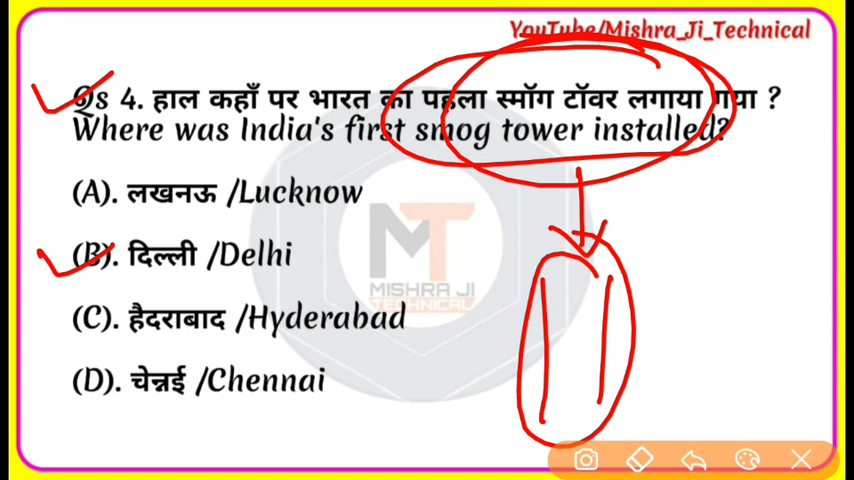 YouTube/Mishra_Ji_Technical
Qs 4. हाल कहाँ पर भारत का पहला स्मॉग टॉवर लगाया गया ?
Where was India's first smog tower installed?
(A). लखनऊ /Lucknow
(B). दिल्ली /Delhi
(C). हैदराबाद /Hyderabad
(D). चेन्नई /Chennai
MT
MISHRA JI
TECHNICAL